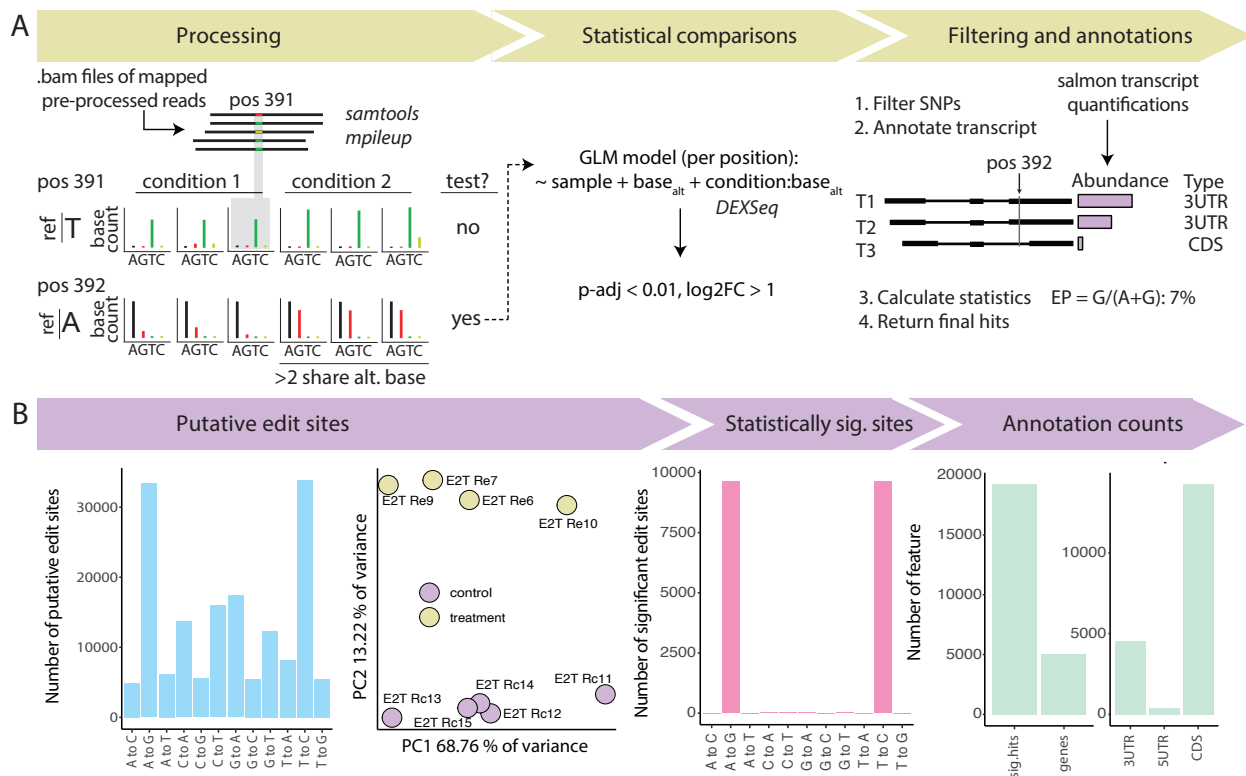 A
Processing
Statistical comparisons
Filtering and annotations
.bam files of mapped
pre-processed reads
pos 391
samtools
mpileup
pos 391
condition 1
condition 2
test?
ref|T
base
count
AGTC
AGTC
AGTC
AGTC
AGTC
AGTC
no
pos 392
ref|A
base
count
AGTC
AGTC
AGTC
AGTC
AGTC
AGTC
yes
>2 share alt. base
GLM model (per position):
~ sample + base_alt + condition:base_alt
DEXSeq
p-adj < 0.01, log2FC > 1
1. Filter SNPs
2. Annotate transcript
salmon transcript
quantifications
pos 392
Abundance
Type
T1
3UTR
T2
3UTR
T3
CDS
3. Calculate statistics
EP = G/(A+G): 7%
4. Return final hits
B
Putative edit sites
Statistically sig. sites
Annotation counts
Number of putative edit sites
30000
20000
10000
0
A to C
A to G
A to T
C to A
C to G
C to T
G to A
G to C
G to T
T to A
T to C
T to G
PC2 13.22 % of variance
E2T Re7
E2T Re9
E2T Re6
E2T Re10
control
treatment
E2T Rc14
E2T Rc11
E2T Rc13
E2T Rc12
E2T Rc15
PC1 68.76 % of variance
Number of significant edit sites
10000
7500
5000
2500
0
A to C
A to G
A to T
C to A
C to T
G to A
G to C
G to T
T to A
T to C
T to G
Number of feature
20000
15000
10000
5000
0
sig.hits
genes
10000
5000
0
3UTR
5UTR
CDS